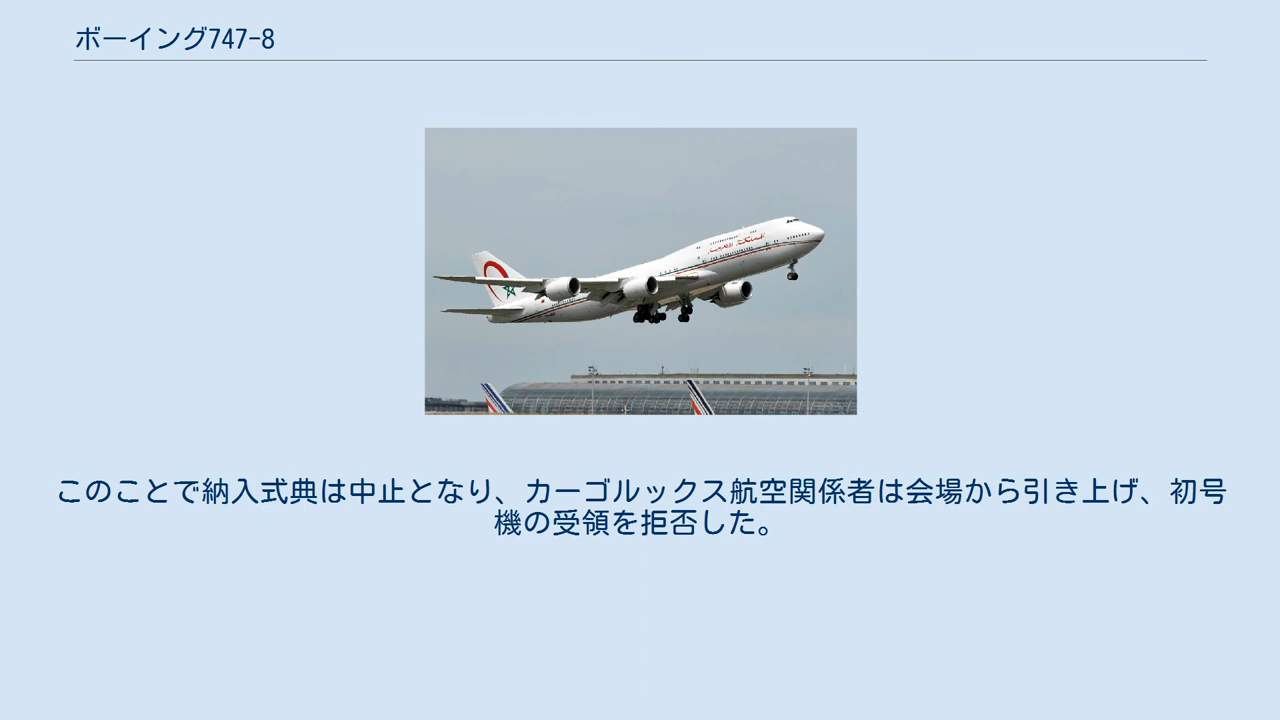 ボーイング747-8
このことで納入式典は中止となり、カーゴルックス航空関係者は会場から引き上げ、初号
機の受領を拒否した。